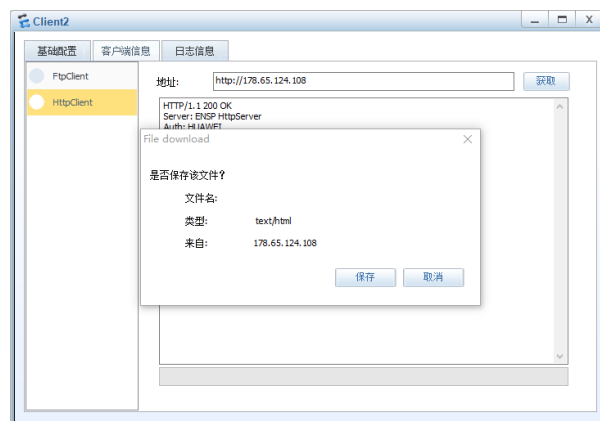 Client2
基础配置 客户端信息 日志信息
FtpClient
HttpClient
地址: http://178.65.124.108 获取
HTTP/1.1 200 OK
Server: ENSP HttpServer
Auth: HUAWEI
File download
是否保存该文件?
文件名:
类型: text/html
来自: 178.65.124.108
保存 取消